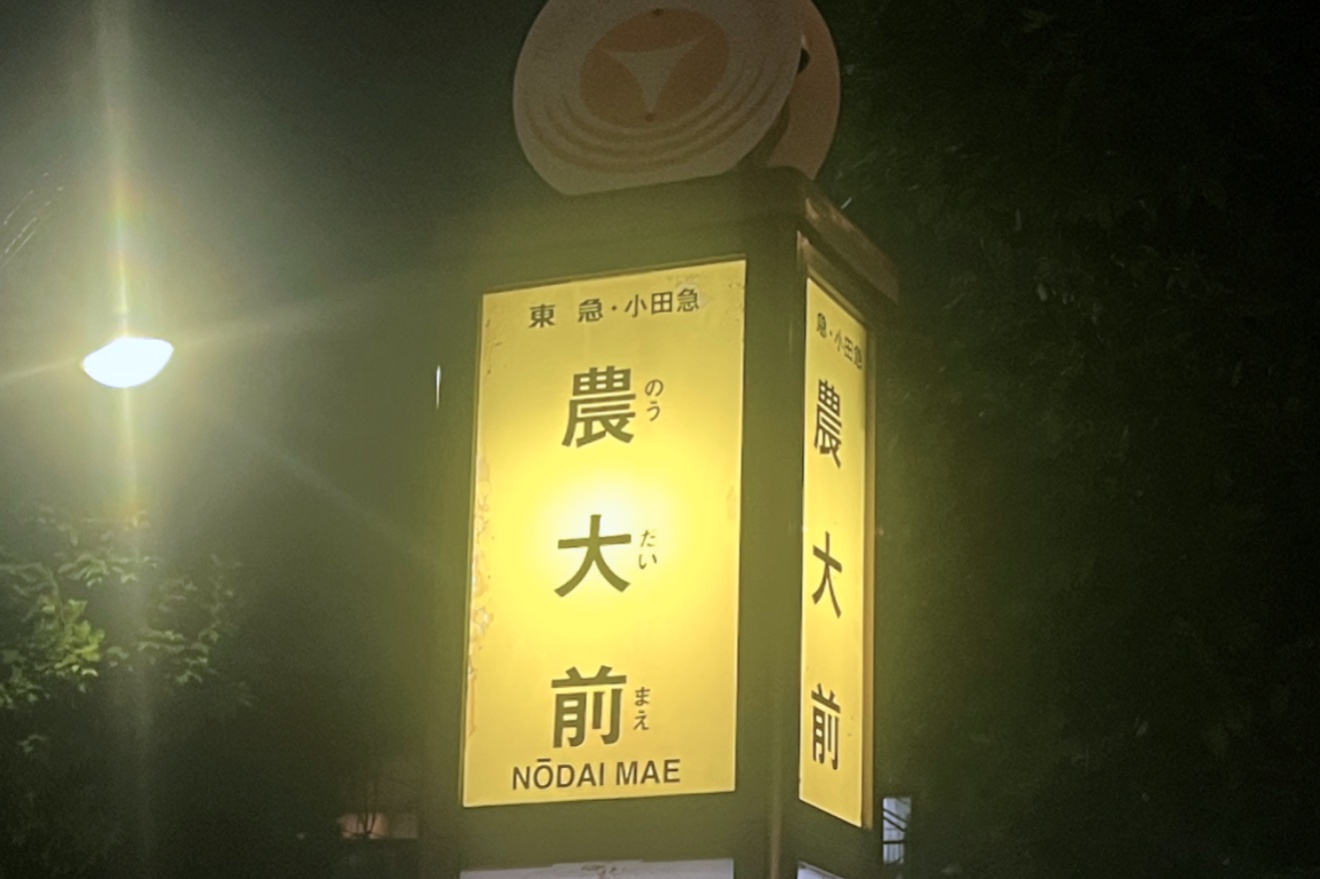 東 急・小田急
農大前
のうだいまえ
NŌDAI MAE
急・小田急
農大前